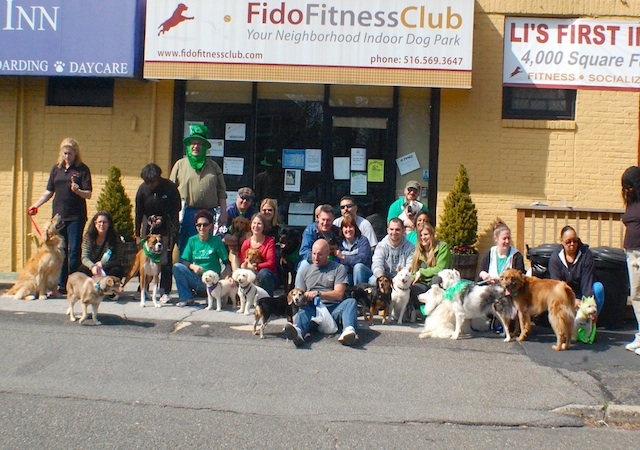 INN
ARDING DAYCARE
FidoFitnessClub
Your Neighborhood Indoor Dog Park
www.fidofitnessclub.com
phone: 516.569.3647
LI'S FIRST I
4,000 Square F
FITNESS • SOCIALIZ